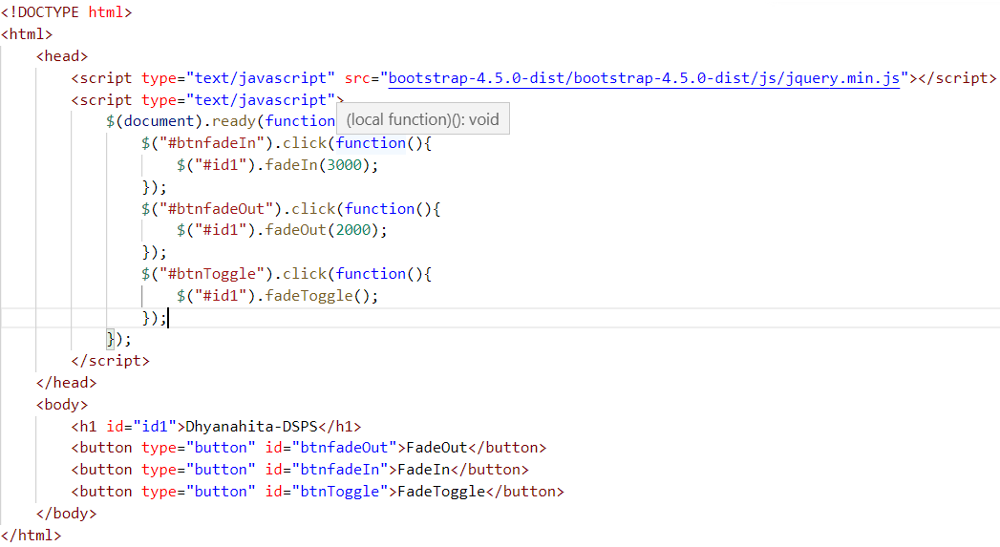 <!DOCTYPE html>
<html>
    <head>
        <script type="text/javascript" src="bootstrap-4.5.0-dist/bootstrap-4.5.0-dist/js/jquery.min.js"></script>
        <script type="text/javascript">
            $(document).ready(function
(local function)(): void
                $("#btnfadeIn").click(function(){
                    $("#id1").fadeIn(3000);
                });
                $("#btnfadeOut").click(function(){
                    $("#id1").fadeOut(2000);
                });
                $("#btnToggle").click(function(){
                    $("#id1").fadeToggle();
                });
            });
        </script>
    </head>
    <body>
        <h1 id="id1">Dhyanahita-DSPS</h1>
        <button type="button" id="btnfadeOut">FadeOut</button>
        <button type="button" id="btnfadeIn">FadeIn</button>
        <button type="button" id="btnToggle">FadeToggle</button>
    </body>
</html>